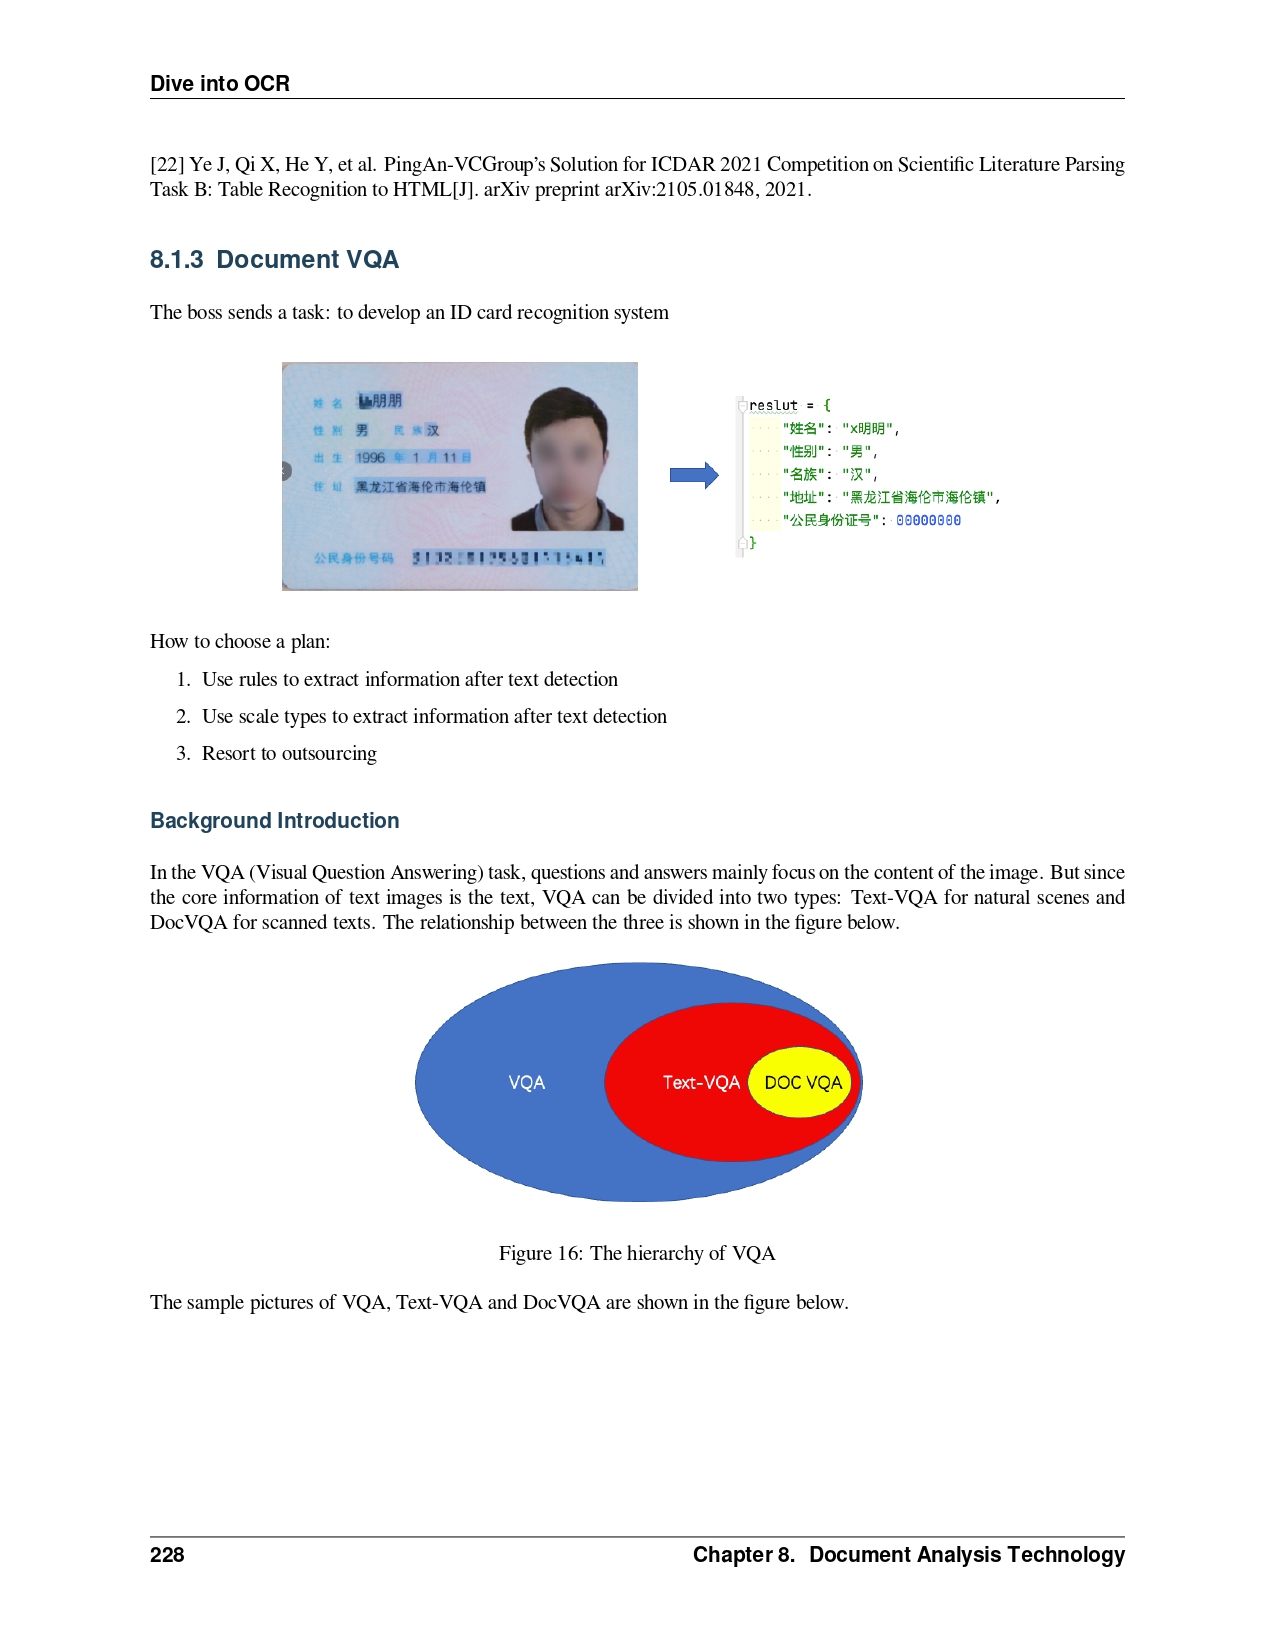 Dive into OCR
[22] Ye J, Qi X, He Y, et al. PingAn-VCGroup's Solution for ICDAR 2021 Competition on Scientific Literature Parsing
Task B: Table Recognition to HTML[J]. arXiv preprint arXiv:2105.01848, 2021.
8.1.3 Document VQA
The boss sends a task: to develop an ID card recognition system
姓名 朋朋
性别 男 民族 汉
出生 1996 年 1 月 11 日
住址 黑龙江省海伦市海伦镇
公民身份号码
reslut = {
"姓名": "x明明",
"性别": "男",
"名族": "汉",
"地址": "黑龙江省海伦市海伦镇",
"公民身份证号": 00000000
}
How to choose a plan:
1. Use rules to extract information after text detection
2. Use scale types to extract information after text detection
3. Resort to outsourcing
Background Introduction
In the VQA (Visual Question Answering) task, questions and answers mainly focus on the content of the image. But since
the core information of text images is the text, VQA can be divided into two types: Text-VQA for natural scenes and
DocVQA for scanned texts. The relationship between the three is shown in the figure below.
VQA Text-VQA DOC VQA
Figure 16: The hierarchy of VQA
The sample pictures of VQA, Text-VQA and DocVQA are shown in the figure below.
228 Chapter 8. Document Analysis Technology